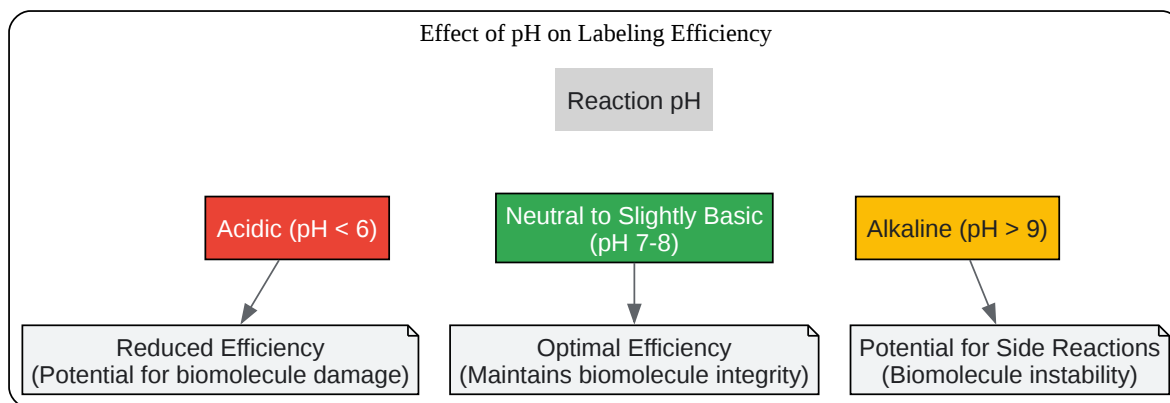 Effect of pH on Labeling Efficiency
Reaction pH
Acidic (pH < 6)
Neutral to Slightly Basic
(pH 7-8)
Alkaline (pH > 9)
Reduced Efficiency
(Potential for biomolecule damage)
Optimal Efficiency
(Maintains biomolecule integrity)
Potential for Side Reactions
(Biomolecule instability)